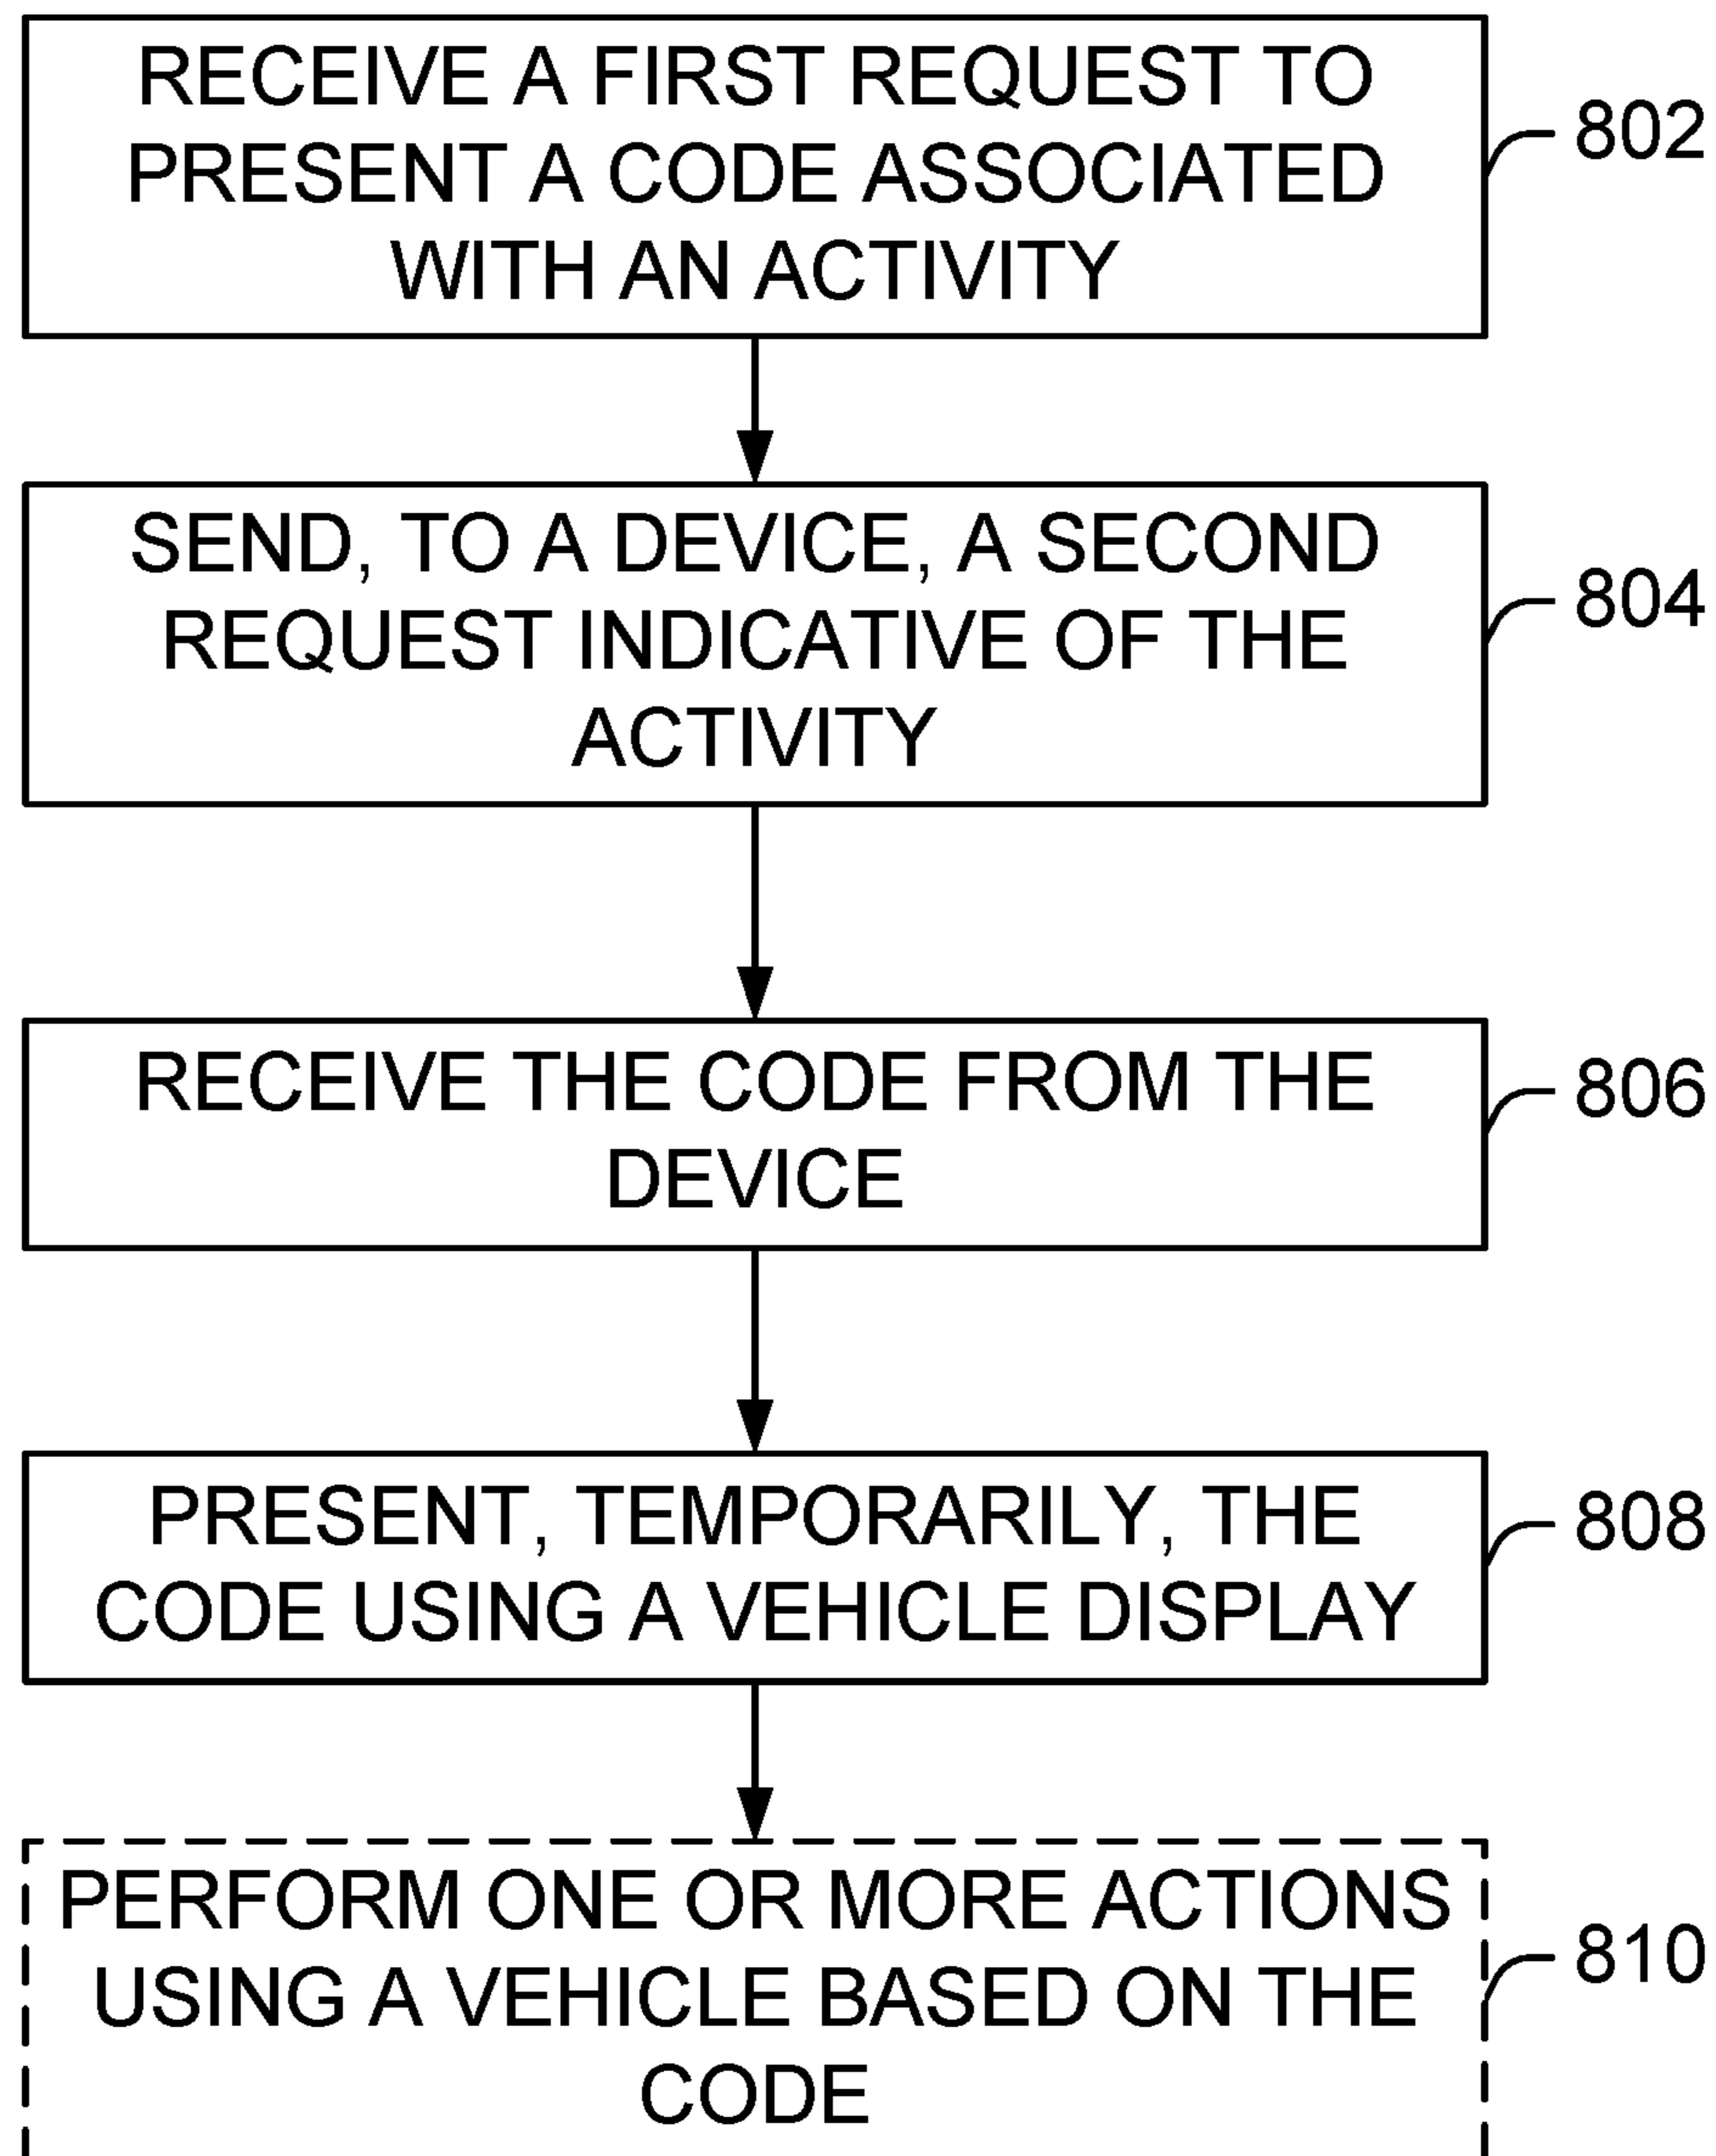 RECEIVE A FIRST REQUEST TO
PRESENT A CODE ASSOCIATED
WITH AN ACTIVITY
802
SEND, TO A DEVICE, A SECOND
REQUEST INDICATIVE OF THE
ACTIVITY
804
RECEIVE THE CODE FROM THE
DEVICE
806
PRESENT, TEMPORARILY, THE
CODE USING A VEHICLE DISPLAY
808
PERFORM ONE OR MORE ACTIONS
USING A VEHICLE BASED ON THE
CODE
810